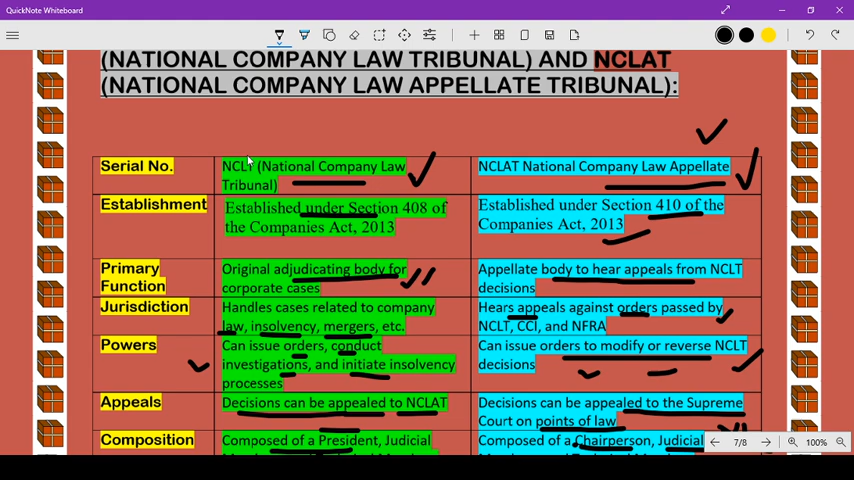 QuickNote Whiteboard
(NATIONAL COMPANY LAW TRIBUNAL) AND NCLAT
(NATIONAL COMPANY LAW APPELLATE TRIBUNAL):
Serial No.
NCLT (National Company Law
Tribunal)
NCLAT National Company Law Appellate
Establishment
Established under Section 408 of
the Companies Act, 2013
Established under Section 410 of the
Companies Act, 2013
Primary
Function
Original adjudicating body for
corporate cases
Appellate body to hear appeals from NCLT
decisions
Jurisdiction
Handles cases related to company
law, insolvency, mergers, etc.
Hears appeals against orders passed by
NCLT, CCI, and NFRA
Powers
Can issue orders, conduct
investigations, and initiate insolvency
processes
Can issue orders to modify or reverse NCLT
decisions
Appeals
Decisions can be appealed to NCLAT
Decisions can be appealed to the Supreme
Court on points of law
Composition
Composed of a President, Judicial
Composed of a Chairperson, Judicial
7/8
100%